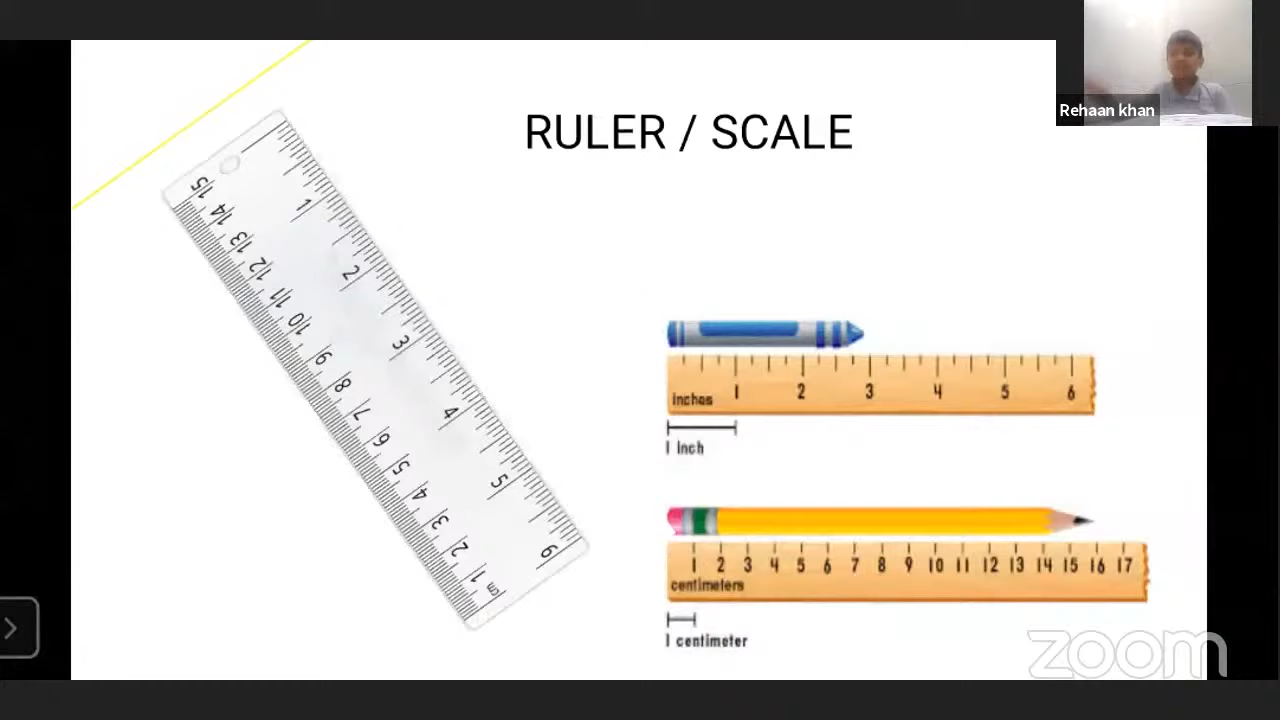 Rehaan khan
RULER / SCALE
1 2 3 4 5 6
15 14 13 12 11 10 9 8 7 6 5 4 3 2 1 cm
1 2 3 4 5 6
inches
1 inch
1 2 3 4 5 6 7 8 9 10 11 12 13 14 15 16 17
centimeters
1 centimeter
zoom